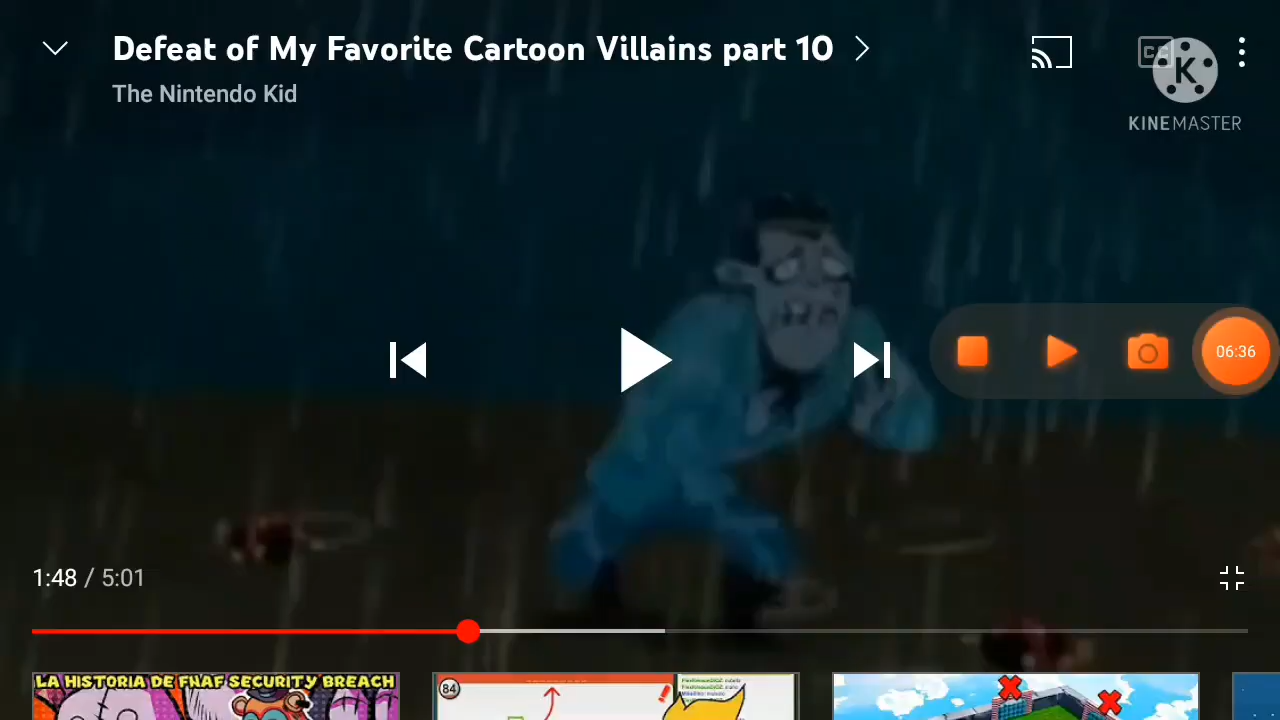 Defeat of My Favorite Cartoon Villains part 10
The Nintendo Kid
CC
K
KINEMASTER
06:36
1:48 / 5:01
LA HISTORIA DE FNAF SECURITY BREACH
84